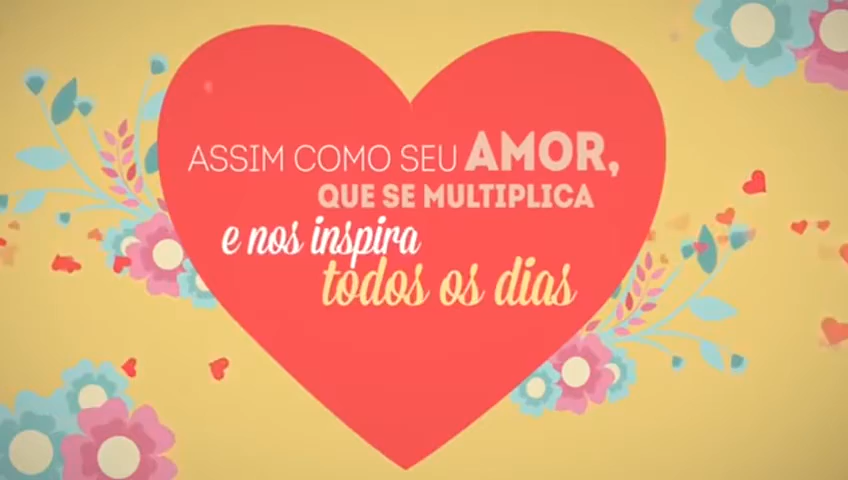 ASSIM COMO SEU AMOR,
QUE SE MULTIPLICA
e nos inspira
todos os dias